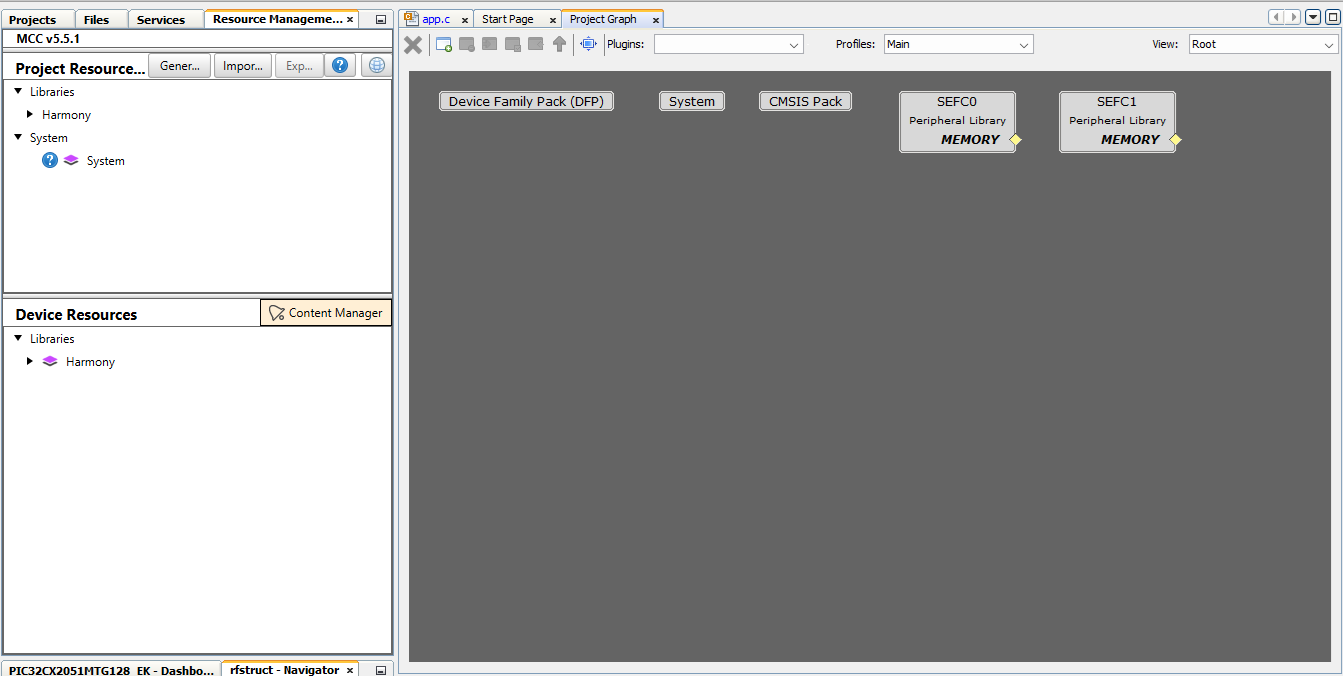 Projects Files Services Resource Manageme... ×
MCC v5.5.1
Project Resource... Gener... Impor... Exp... ?
Libraries
Harmony
System
? System
Device Resources Content Manager
Libraries
Harmony
PIC32CX2051MTG128_EK - Dashbo... rfstruct - Navigator ×
app.c × Start Page × Project Graph ×
Plugins: Profiles: Main View: Root
Device Family Pack (DFP) System CMSIS Pack
SEFC0
Peripheral Library
MEMORY
SEFC1
Peripheral Library
MEMORY